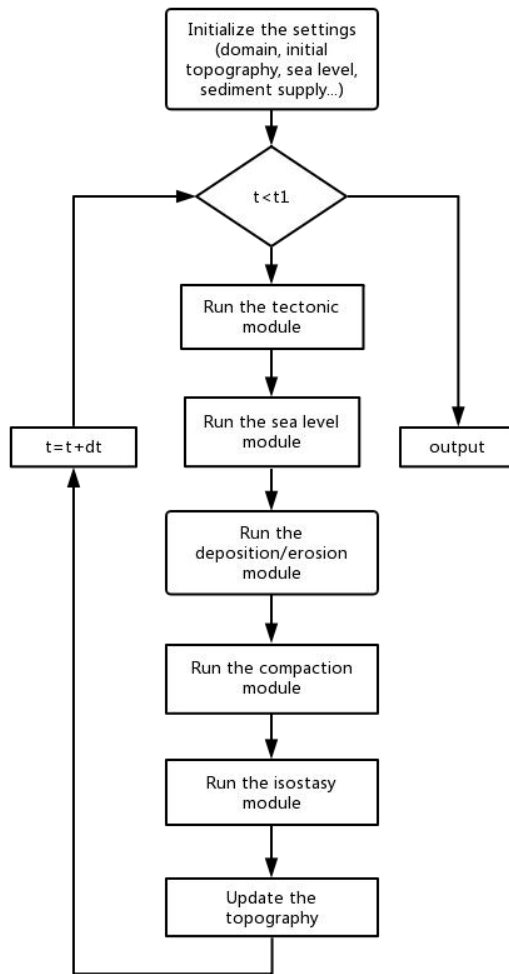 Initialize the settings
(domain, initial
topography, sea level,
sediment supply...)
t<t1
Run the tectonic
module
Run the sea level
module
t=t+dt
output
Run the
deposition/erosion
module
Run the compaction
module
Run the isostasy
module
Update the
topography